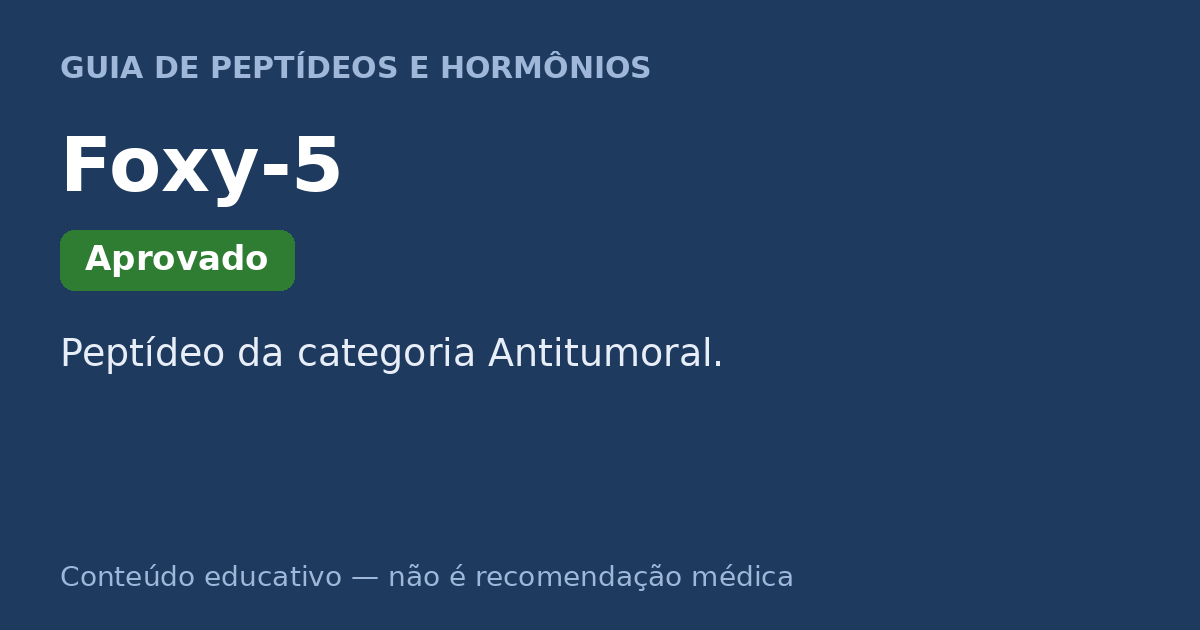 GUIA DE PEPTÍDEOS E HORMÔNIOS
Foxy-5
Aprovado
Peptídeo da categoria Antitumoral.
Conteúdo educativo — não é recomendação médica